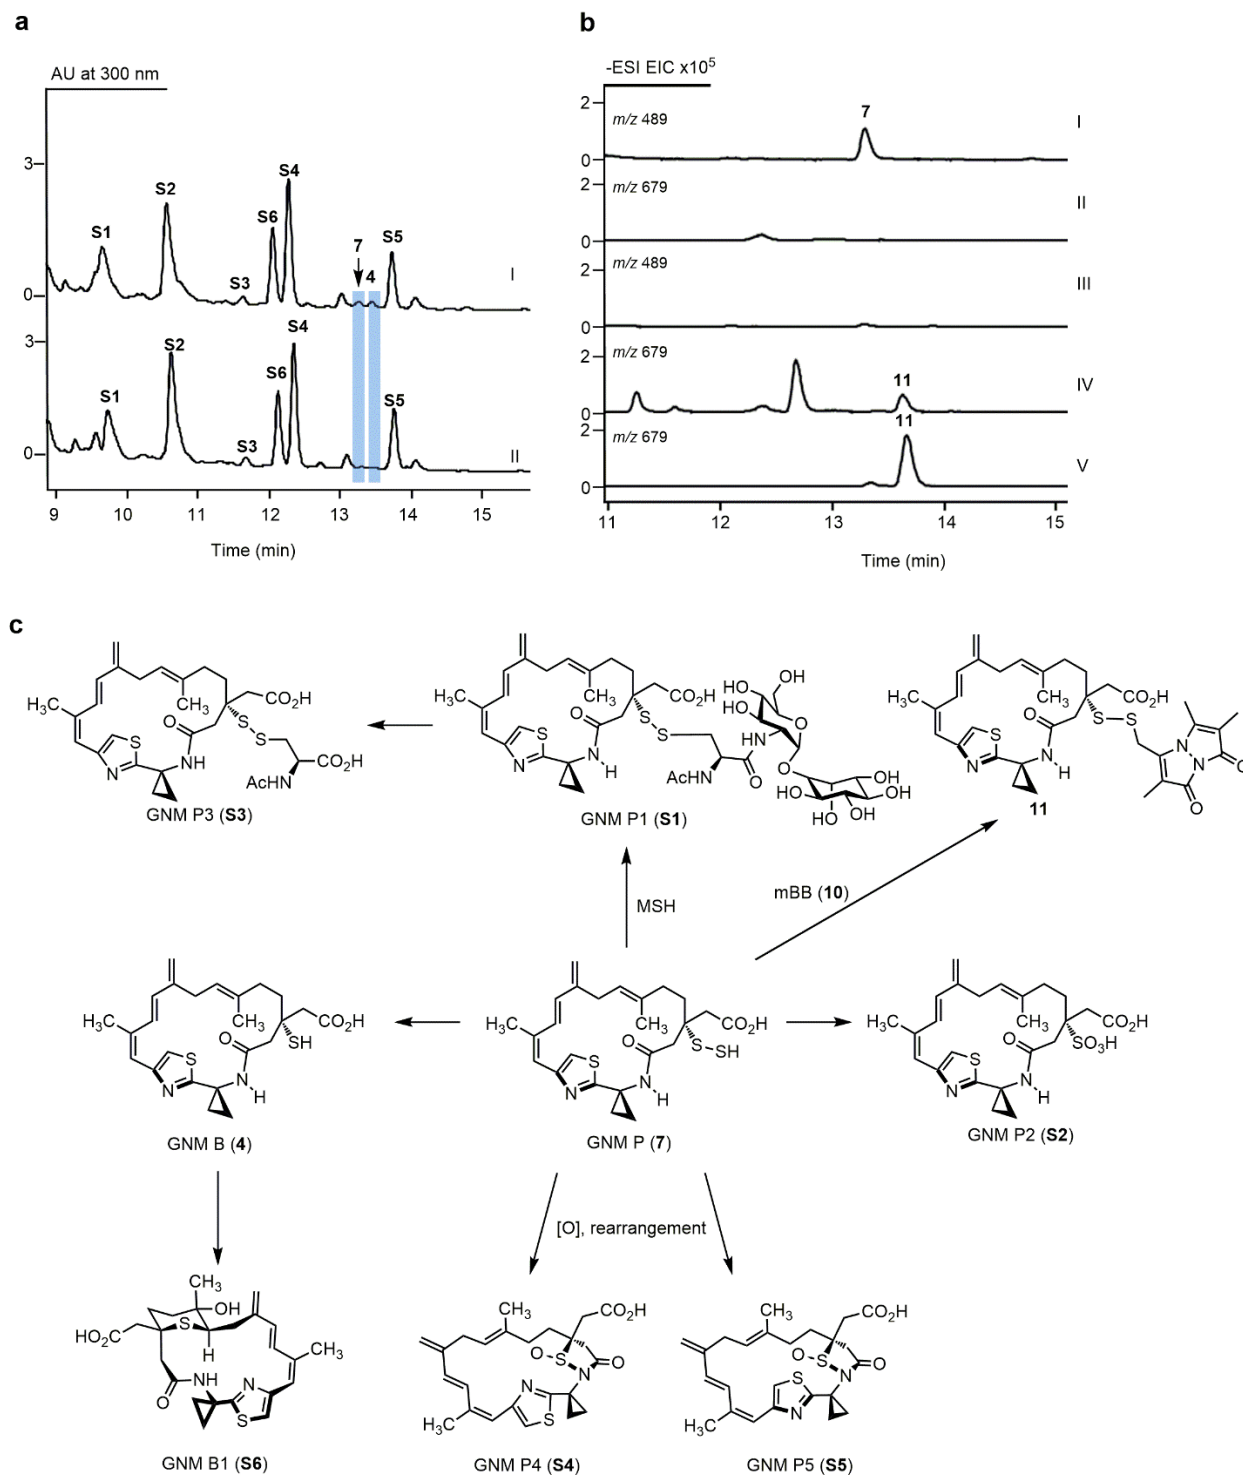 a
AU at 300 nm
3
0
S1
S2
S3
S6
S4
7
4
S5
I
3
0
S1
S2
S3
S6
S4
S5
II
9 10 11 12 13 14 15
Time (min)
b
-ESI EIC x10⁵
2
0
m/z 489
7
I
2
0
m/z 679
II
2
0
m/z 489
III
2
0
m/z 679
11
IV
2
0
m/z 679
11
V
11 12 13 14 15
Time (min)
c
H₃C
CH₃
CO₂H
O
S
S
S
N
NH
AcHN
CO₂H
GNM P3 (S3)
H₃C
CH₃
CO₂H
O
S
S
S
N
N
H
AcHN
O
HN
HO
HO
HO
OH
O
O
OH
OH
HO
HO
OH
GNM P1 (S1)
H₃C
CH₃
CO₂H
O
S
S
S
N
N
H
N
N
O
O
11
MSH
mBB (10)
H₃C
CH₃
CO₂H
O
SH
S
N
N
H
GNM B (4)
H₃C
CH₃
CO₂H
O
S
SH
S
N
N
H
GNM P (7)
H₃C
CH₃
CO₂H
O
SO₃H
S
N
N
H
GNM P2 (S2)
[O], rearrangement
CH₃
OH
HO₂C
S
H
CH₃
O
NH
N
S
GNM B1 (S6)
CH₃
CO₂H
O
S
N
O
N
S
H₃C
GNM P4 (S4)
CH₃
CO₂H
O
S
N
O
S
N
H₃C
GNM P5 (S5)